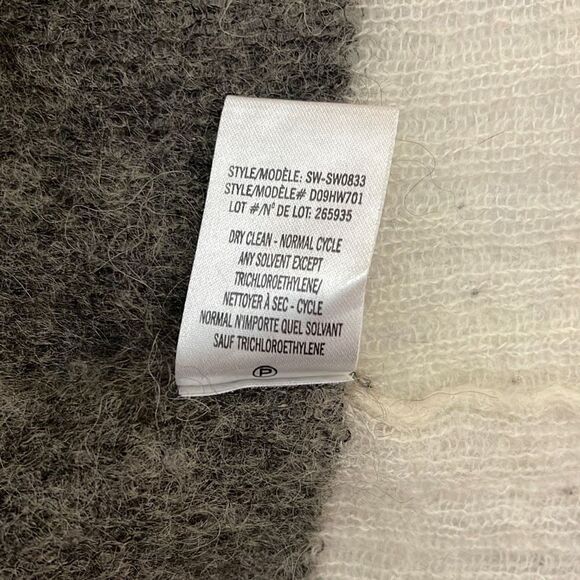 STYLE/MODÈLE: SW-SW0833
STYLE/MODÈLE# D09HW701
LOT #/N° DE LOT: 265935
DRY CLEAN - NORMAL CYCLE
ANY SOLVENT EXCEPT
TRICHLOROETHYLENE/
NETTOYER À SEC - CYCLE
NORMAL N'IMPORTE QUEL SOLVANT
SAUF TRICHLOROETHYLENE
P